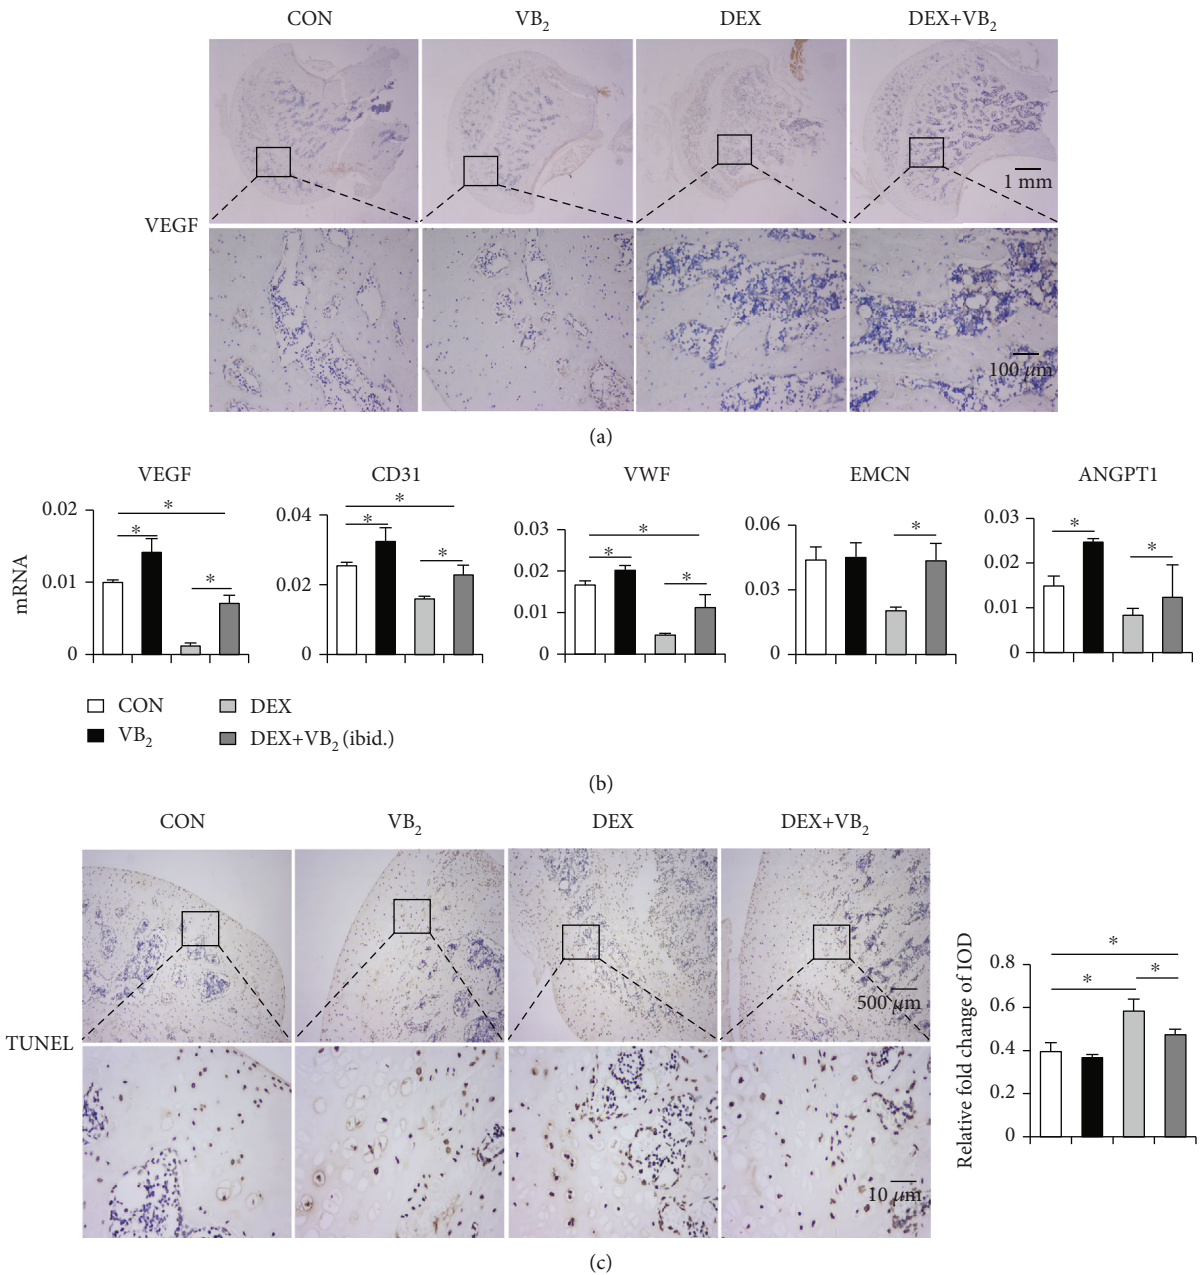 CON VB2 DEX DEX+VB2
1 mm
VEGF
100 μm
(a)
VEGF CD31 VWF EMCN ANGPT1
mRNA
0.02
0.01
0
* * *
0.04
0.02
0
* * *
0.03
0.02
0.01
0
* * *
0.06
0.03
0
*
0.03
0.02
0.01
0
* *
CON DEX
VB2 DEX+VB2 (ibid.)
(b)
CON VB2 DEX DEX+VB2
500 μm
TUNEL
10 μm
Relative fold change of IOD
0.8
0.6
0.4
0.2
0
* * *
(c)